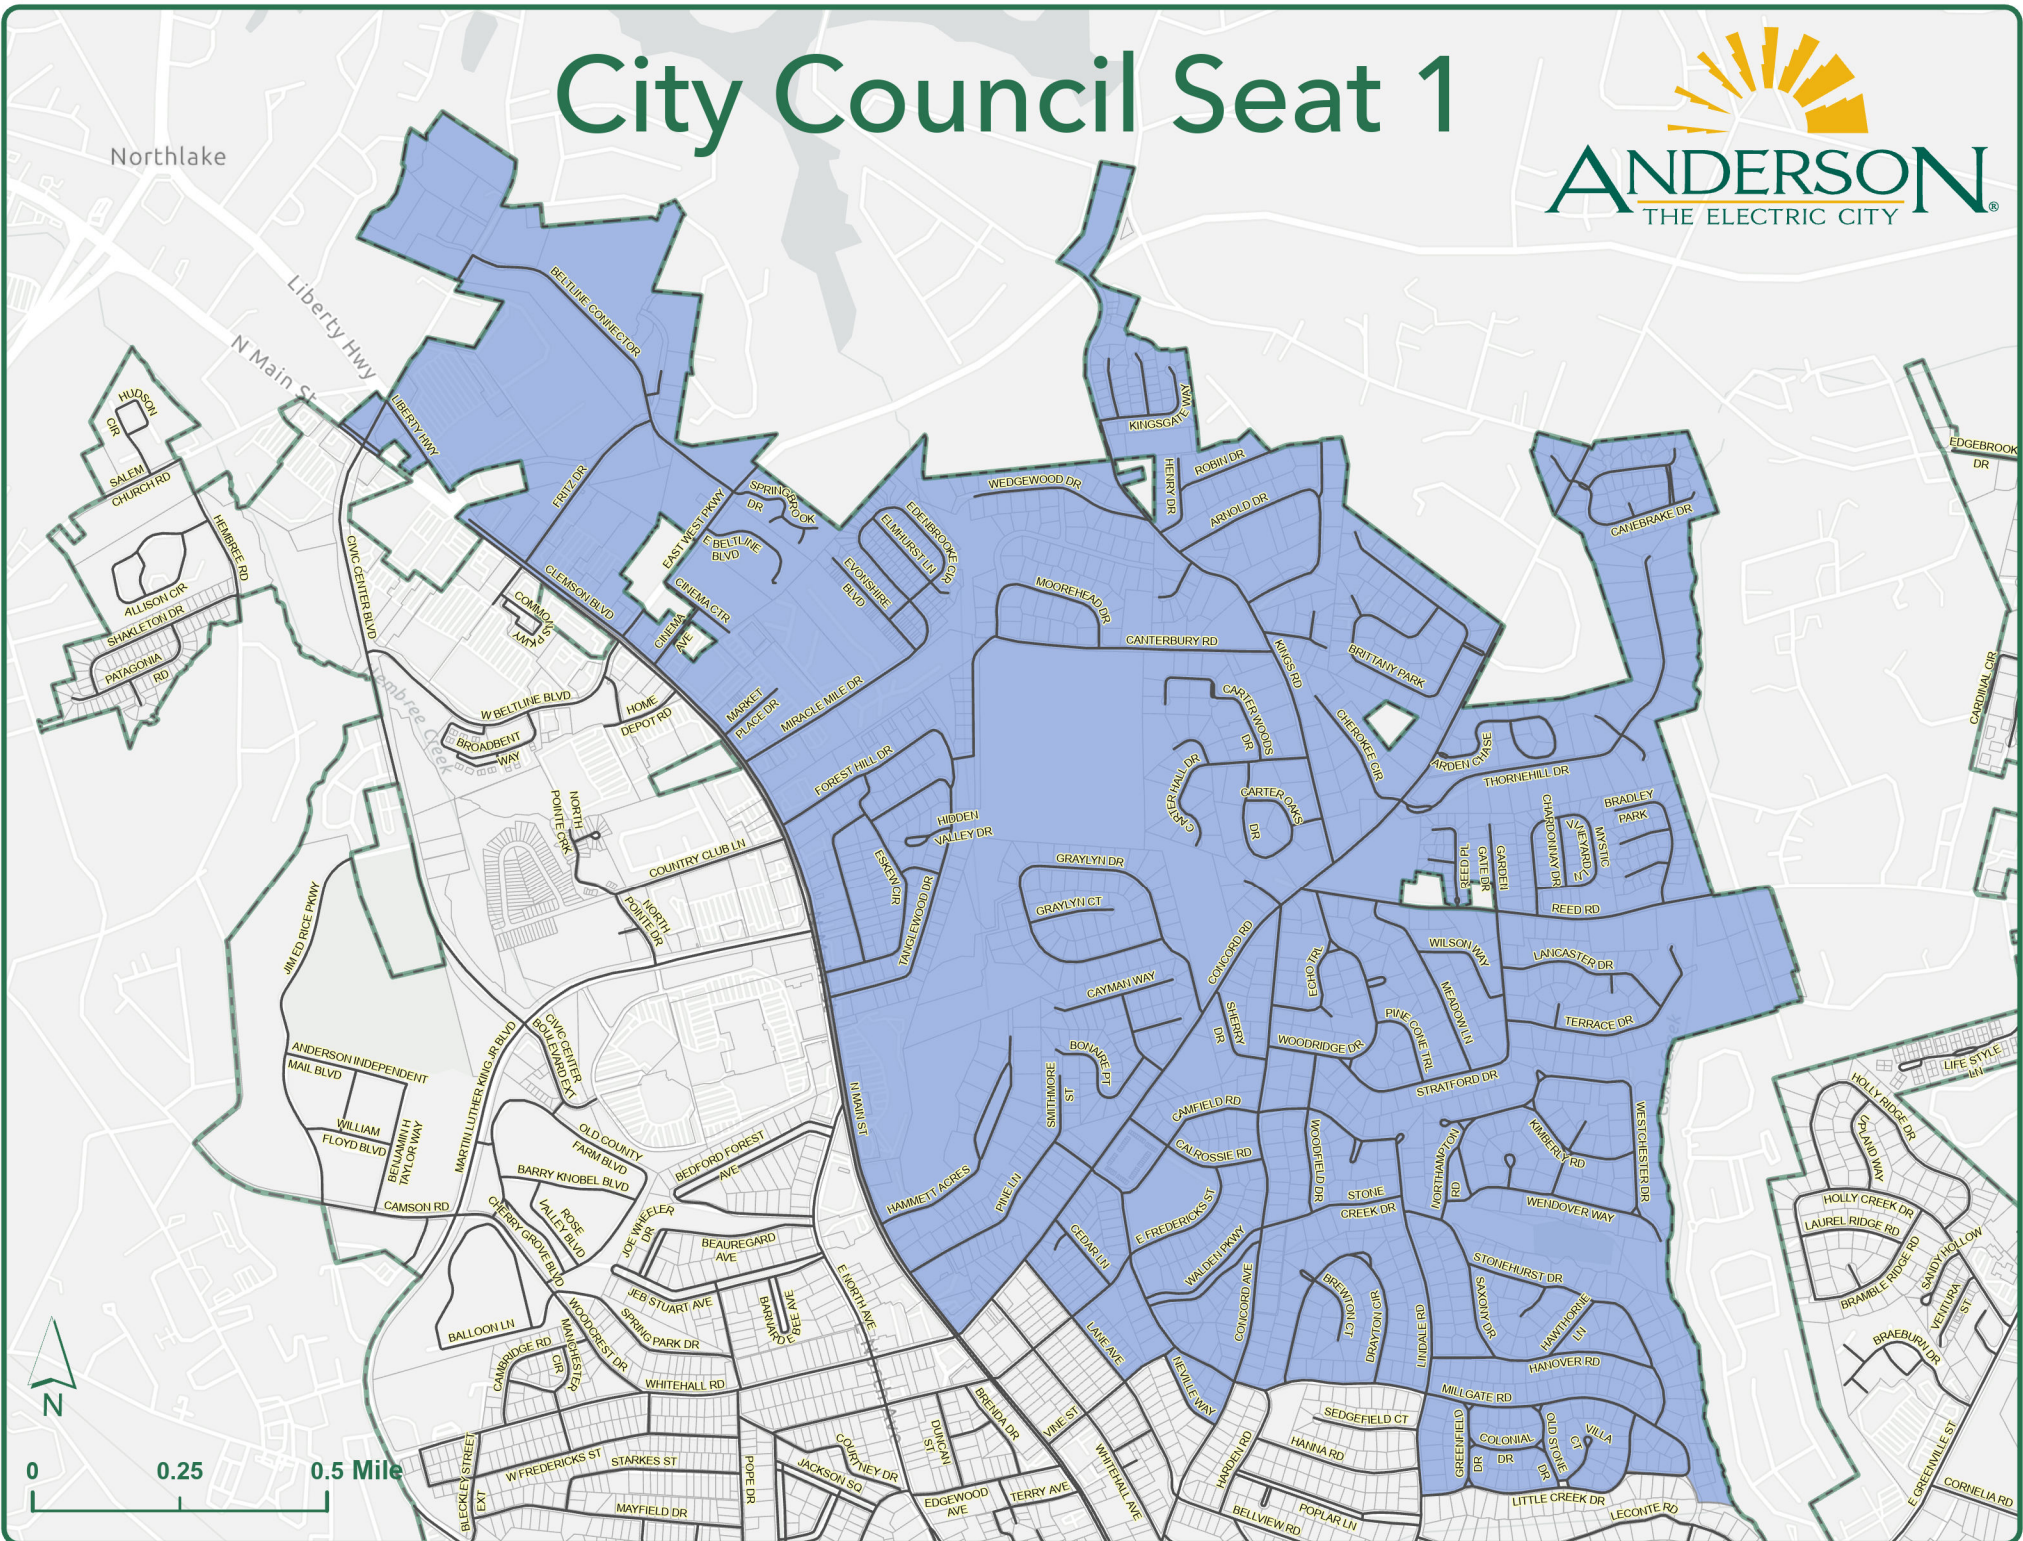 City Council Seat 1
ANDERSON®
THE ELECTRIC CITY
Northlake
Liberty Hwy
N Main St
HUDSON
CIR
SALEM
CHURCH RD
HEMBREE RD
ALLISON CIR
SHAKLETON DR
PATAGONIA
RD
CIVIC CENTER BLVD
LIBERTY HWY
BELTLINE CONNECTOR
FRITZ DR
EAST WEST PKWY
SPRINGBROOK
DR
E BELTLINE
BLVD
CINEMA CTR
CINEMA
AVE
CLEMSON BLVD
COMMONS
PKWY
W BELTLINE BLVD
HOME
DEPOT RD
BROADBENT
WAY
MARKET
PLACE DR
MIRACLE MILE DR
EVONSHIRE
BLVD
ELMHURST LN
EDENBROOKE CIR
WEDGEWOOD DR
KINGSGATE WAY
HENRY DR
ROBIN DR
ARNOLD DR
MOOREHEAD DR
CANTERBURY RD
KINGS RD
BRITTANY PARK
CARTER WOODS
DR
CHEROKEE CIR
CARTER HALL DR
CARTER OAKS
DR
ARDEN CHASE
THORNEHILL DR
CANEBRAKE DR
EDGEBROOK
DR
CARDINAL CIR
BRADLEY
PARK
CHARDONNAY DR
VINEYARD LN
MYSTIC
REED PL
GATE DR
GARDEN
REED RD
FOREST HILL DR
HIDDEN
VALLEY DR
ESKEW CIR
TANGLEWOOD DR
GRAYLYN DR
GRAYLYN CT
CONCORD RD
ECHO TRL
WILSON WAY
LANCASTER DR
MEADOW LN
PINE CONE TRL
TERRACE DR
CAYMAN WAY
SHERRY
DR
WOODRIDGE DR
STRATFORD DR
BONAIRE PT
SMITHMORE
ST
CAMFIELD RD
CALROSSIE RD
WOODFIELD DR
NORTHAMPTON
RD
KIMBERLY RD
WESTCHESTER DR
STONE
CREEK DR
WENDOVER WAY
E FREDERICKS ST
WALDEN PKWY
CEDAR LN
HAMMETT ACRES
PINE LN
CONCORD AVE
BREWTON CT
DRAYTON CIR
LINDALE RD
STONEHURST DR
SAXONY DR
HAWTHORNE
LN
HANOVER RD
MILLGATE RD
LANE AVE
NEVILLE WAY
GREENFIELD
DR
COLONIAL
DR
OLD STONE
DR
VILLA
CT
LITTLE CREEK DR
LECONTE RD
SEDGEFIELD CT
HANNA RD
HARDEN RD
POPLAR LN
BELLVIEW RD
NORTH
POINTE CRK
COUNTRY CLUB LN
NORTH
POINTE DR
JIM ED RICE PKWY
ANDERSON INDEPENDENT
MAIL BLVD
WILLIAM
FLOYD BLVD
BENJAMIN H
TAYLOR WAY
CAMSON RD
MARTIN LUTHER KING JR BLVD
CIVIC CENTER
BOULEVARD EXT
OLD COUNTY
FARM BLVD
BARRY KNOBEL BLVD
ROSE
VALLEY BLVD
CHERRY GROVE BLVD
BEDFORD FOREST
AVE
JOE WHEELER
DR
BEAUREGARD
AVE
JEB STUART AVE
BARNARD
E BEE AVE
N MAIN ST
E NORTH AVE
BALLOON LN
CAMBRIDGE RD
MANCHESTER
CIR
WOODCREST DR
SPRING PARK DR
WHITEHALL RD
W FREDERICKS ST
STARKES ST
MAYFIELD DR
BLECKLEY STREET
EXT
POPE DR
COURTNEY DR
JACKSON SQ
DUNCAN
ST
BRENDA DR
VINE ST
WHITEHALL AVE
EDGEWOOD
AVE
TERRY AVE
LIFE STYLE
LN
HOLLY RIDGE DR
UPLAND WAY
HOLLY CREEK DR
LAUREL RIDGE RD
BRAMBLE RIDGE RD
SANDY HOLLOW
VENTURA
ST
BRAEBURN DR
E GREENVILLE ST
CORNELIA RD
N
0 0.25 0.5 Mile